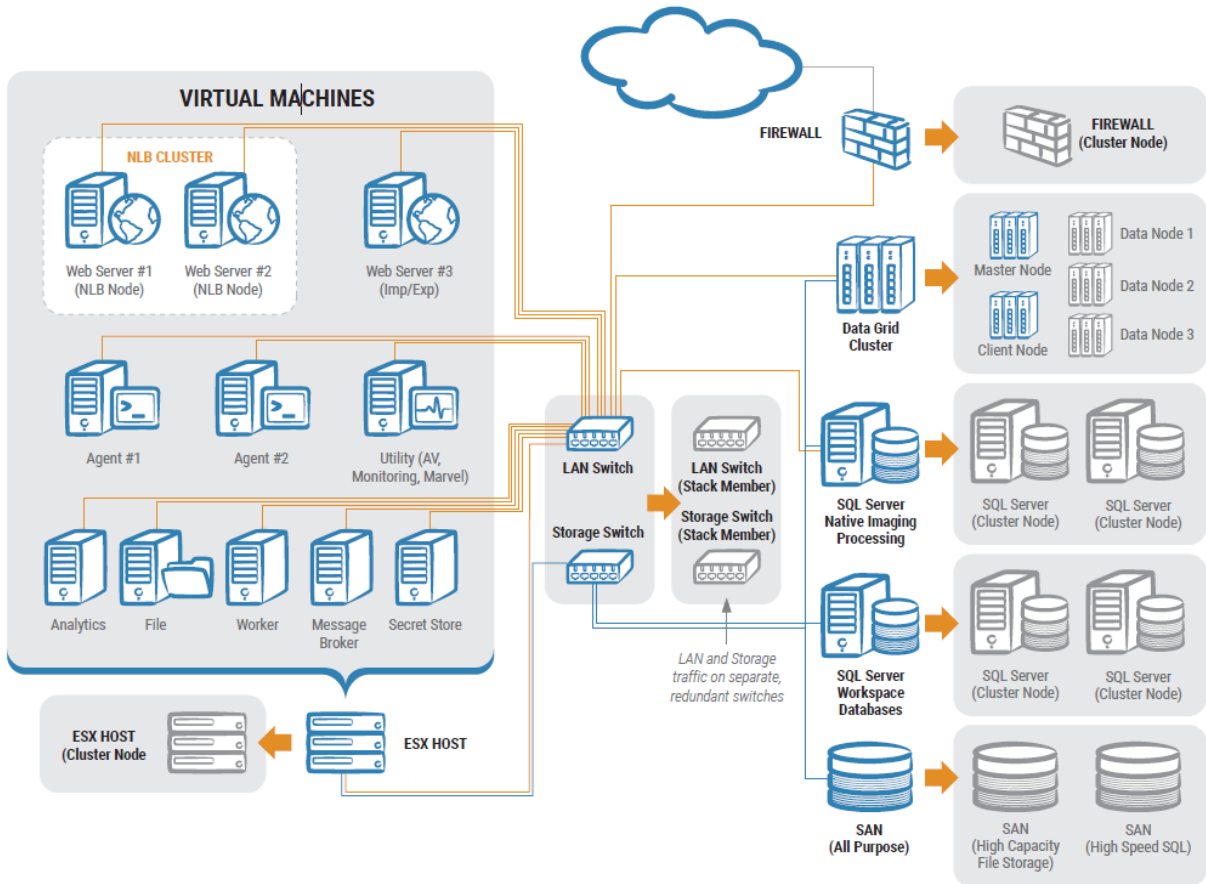 VIRTUAL MACHINES
NLB CLUSTER
Web Server #1
(NLB Node)
Web Server #2
(NLB Node)
Web Server #3
(Imp/Exp)
Agent #1
Agent #2
Utility (AV,
Monitoring, Marvel)
Analytics
File
Worker
Message
Broker
Secret Store
ESX HOST
(Cluster Node
ESX HOST
LAN Switch
Storage Switch
LAN Switch
(Stack Member)
Storage Switch
(Stack Member)
LAN and Storage
traffic on separate,
redundant switches
FIREWALL
FIREWALL
(Cluster Node)
Data Grid
Cluster
Master Node
Client Node
Data Node 1
Data Node 2
Data Node 3
SQL Server
Native Imaging
Processing
SQL Server
(Cluster Node)
SQL Server
(Cluster Node)
SQL Server
Workspace
Databases
SQL Server
(Cluster Node)
SQL Server
(Cluster Node)
SAN
(All Purpose)
SAN
(High Capacity
File Storage)
SAN
(High Speed SQL)